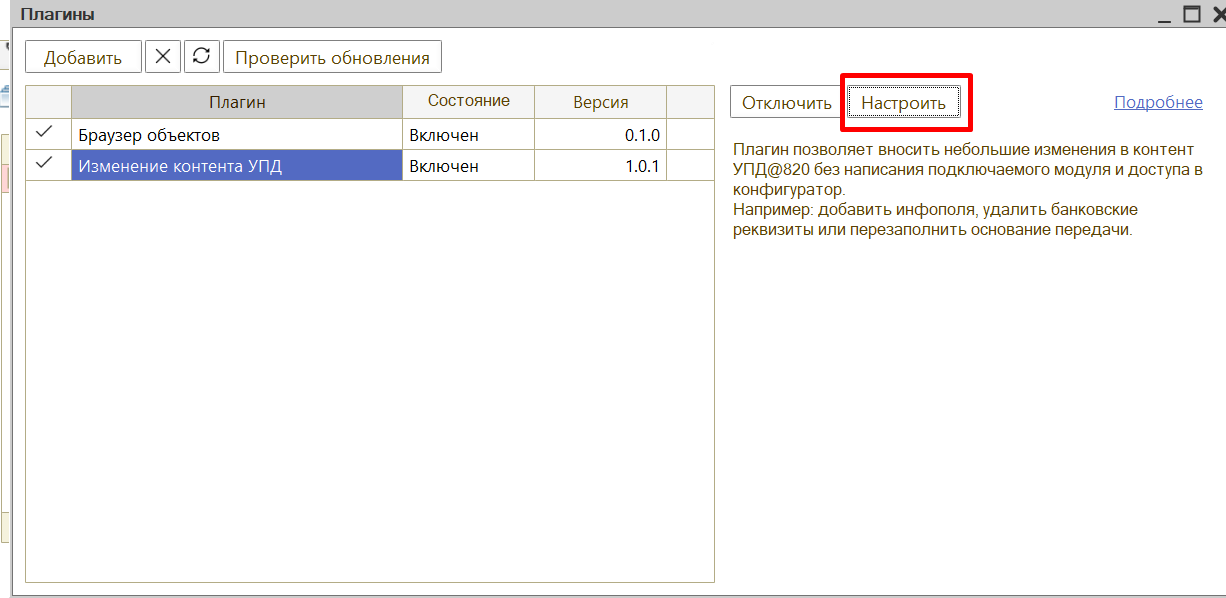 Плагины
Добавить
Проверить обновления
Плагин Состояние Версия
Браузер объектов Включен 0.1.0
Изменение контента УПД Включен 1.0.1
Отключить Настроить Подробнее
Плагин позволяет вносить небольшие изменения в контент
УПД@820 без написания подключаемого модуля и доступа в
конфигуратор.
Например: добавить инфополя, удалить банковские
реквизиты или перезаполнить основание передачи.